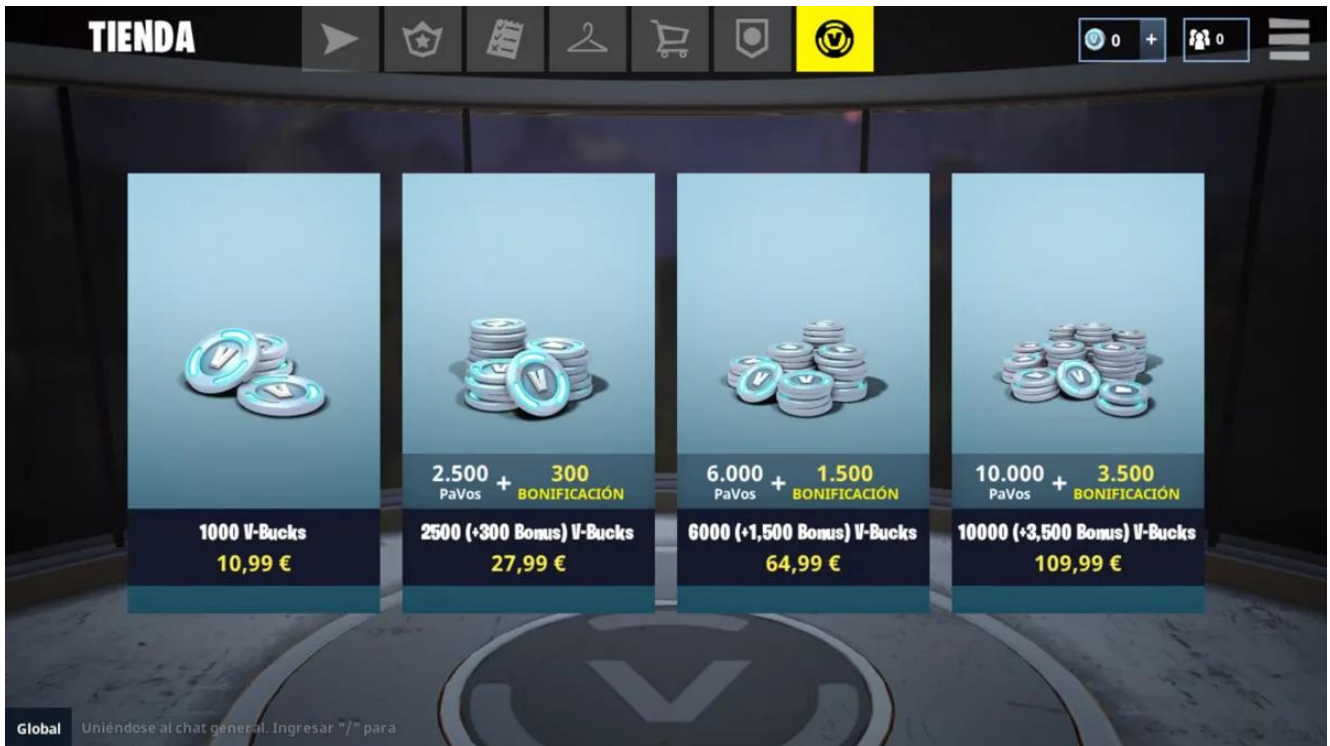 TIENDA
0 +
0
2.500 + 300
PaVos BONIFICACIÓN
6.000 + 1.500
PaVos BONIFICACIÓN
10.000 + 3.500
PaVos BONIFICACIÓN
1000 V-Bucks
10,99 €
2500 (+300 Bonus) V-Bucks
27,99 €
6000 (+1,500 Bonus) V-Bucks
64,99 €
10000 (+3,500 Bonus) V-Bucks
109,99 €
Global Uniéndose al chat general. Ingresar "/" para